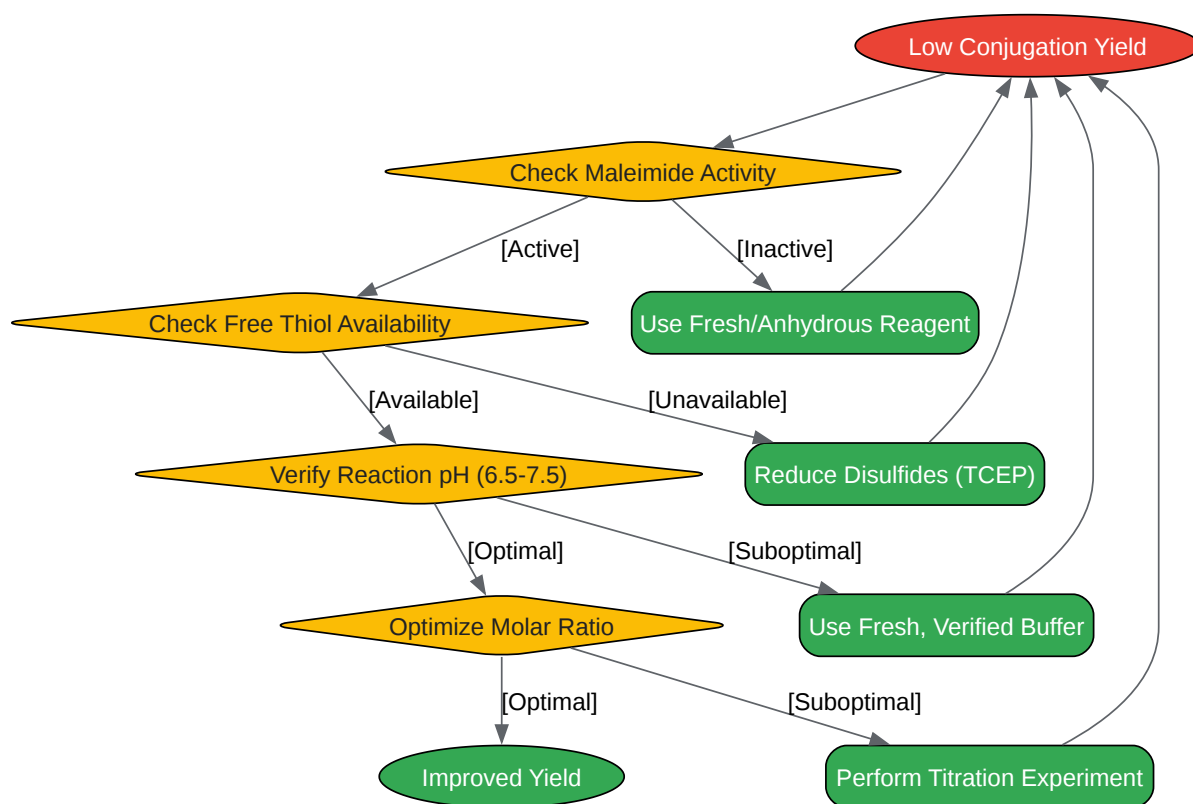 Low Conjugation Yield
Check Maleimide Activity
[Active]
[Inactive]
Check Free Thiol Availability
Use Fresh/Anhydrous Reagent
[Available]
[Unavailable]
Verify Reaction pH (6.5-7.5)
Reduce Disulfides (TCEP)
[Optimal]
[Suboptimal]
Optimize Molar Ratio
Use Fresh, Verified Buffer
[Optimal]
[Suboptimal]
Improved Yield
Perform Titration Experiment